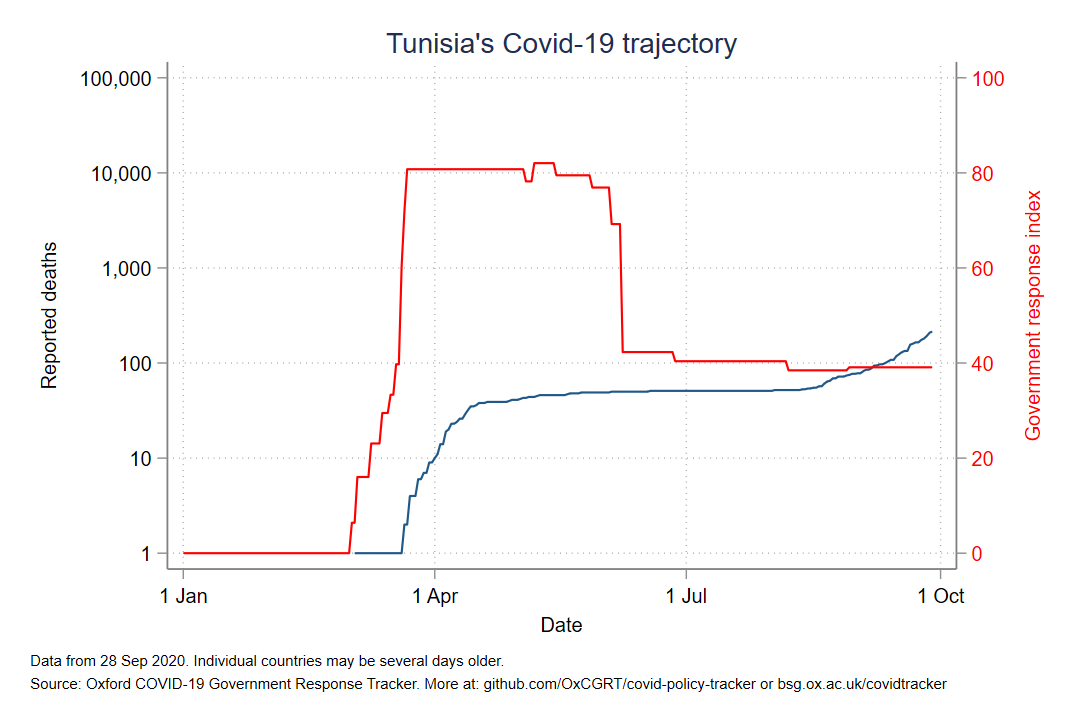 Tunisia's Covid-19 trajectory
100,000
10,000
1,000
100
10
1
Reported deaths
100
80
60
40
20
0
Government response index
1 Jan
1 Apr
1 Jul
1 Oct
Date
Data from 28 Sep 2020. Individual countries may be several days older.
Source: Oxford COVID-19 Government Response Tracker. More at: github.com/OxCGRT/covid-policy-tracker or bsg.ox.ac.uk/covidtracker